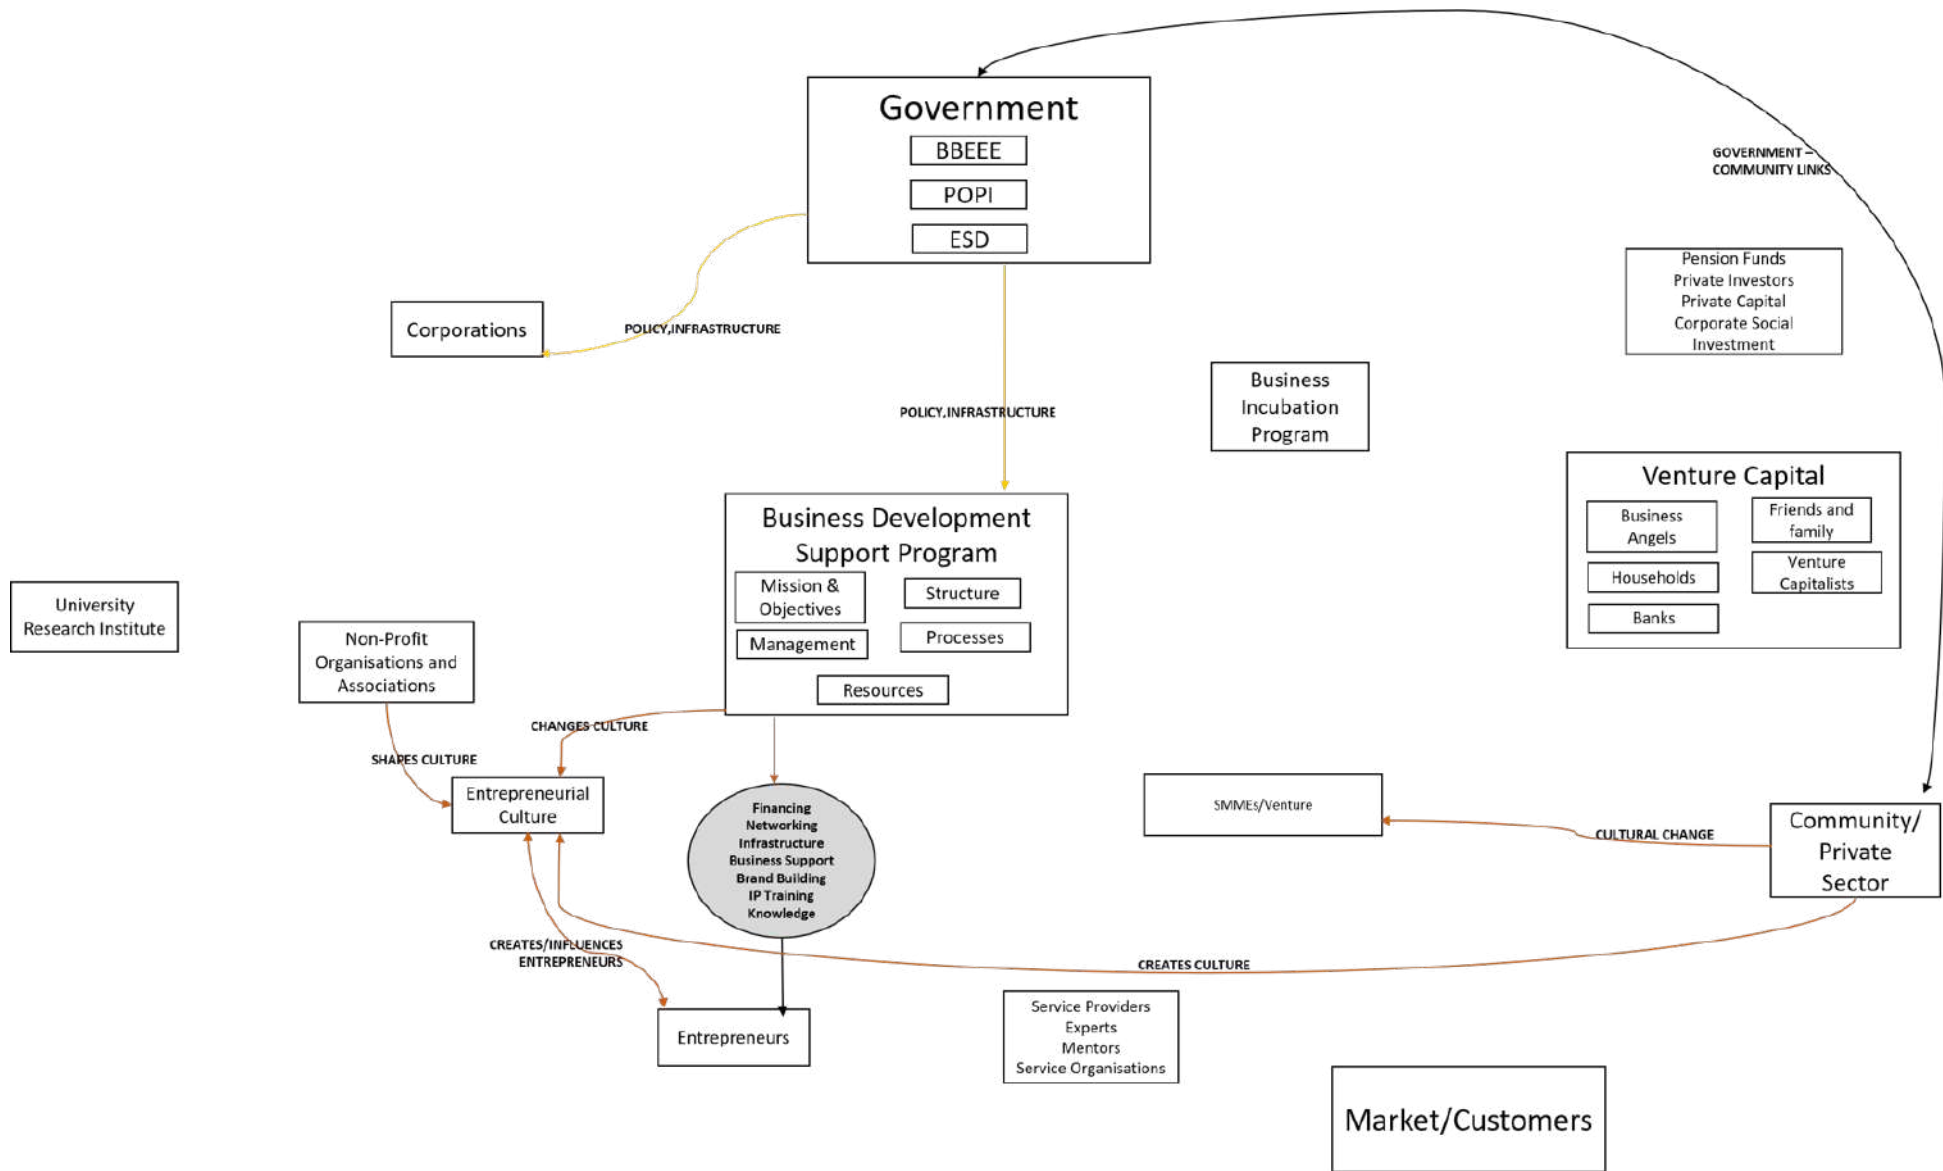 Government
BBEEE
POPI
ESD
GOVERNMENT –
COMMUNITY LINKS
Pension Funds
Private Investors
Private Capital
Corporate Social
Investment
Corporations
POLICY,INFRASTRUCTURE
POLICY,INFRASTRUCTURE
Business
Incubation
Program
Venture Capital
Business
Angels
Friends and
family
Households
Venture
Capitalists
Banks
Business Development
Support Program
Mission &
Objectives
Structure
Management
Processes
Resources
University
Research Institute
Non-Profit
Organisations and
Associations
CHANGES CULTURE
SHAPES CULTURE
Entrepreneurial
Culture
Financing
Networking
Infrastructure
Business Support
Brand Building
IP Training
Knowledge
SMMEs/Venture
CULTURAL CHANGE
Community/
Private
Sector
CREATES/INFLUENCES
ENTREPRENEURS
CREATES CULTURE
Entrepreneurs
Service Providers
Experts
Mentors
Service Organisations
Market/Customers